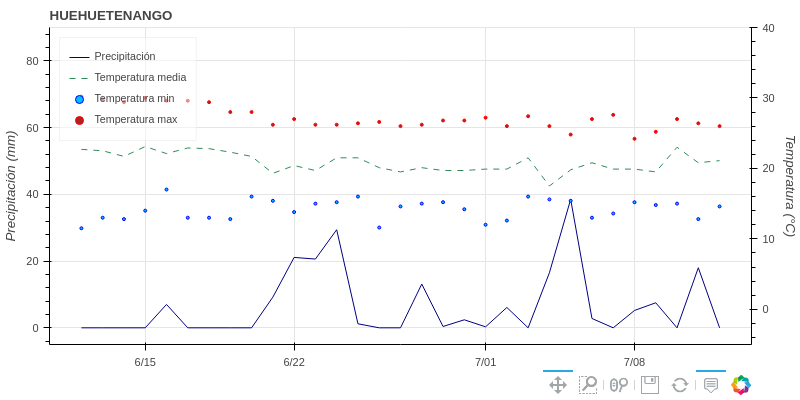 HUEHUETENANGO
Precipitación
Temperatura media
Temperatura min
Temperatura max
Precipitación (mm)
80
60
40
20
0
40
30
20
10
0
Temperatura (°C)
6/15
6/22
7/01
7/08